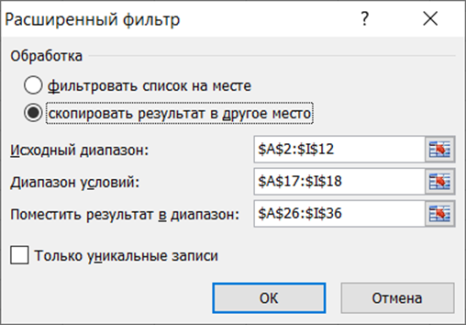 Расширенный фильтр ? ×
Обработка
фильтровать список на месте
скопировать результат в другое место
Исходный диапазон: $A$2:$I$12
Диапазон условий: $A$17:$I$18
Поместить результат в диапазон: $A$26:$I$36
Только уникальные записи
ОК Отмена